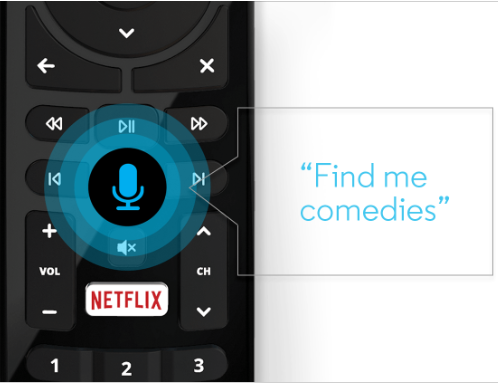 “Find me
comedies”
VOL
CH
NETFLIX
1
2
3